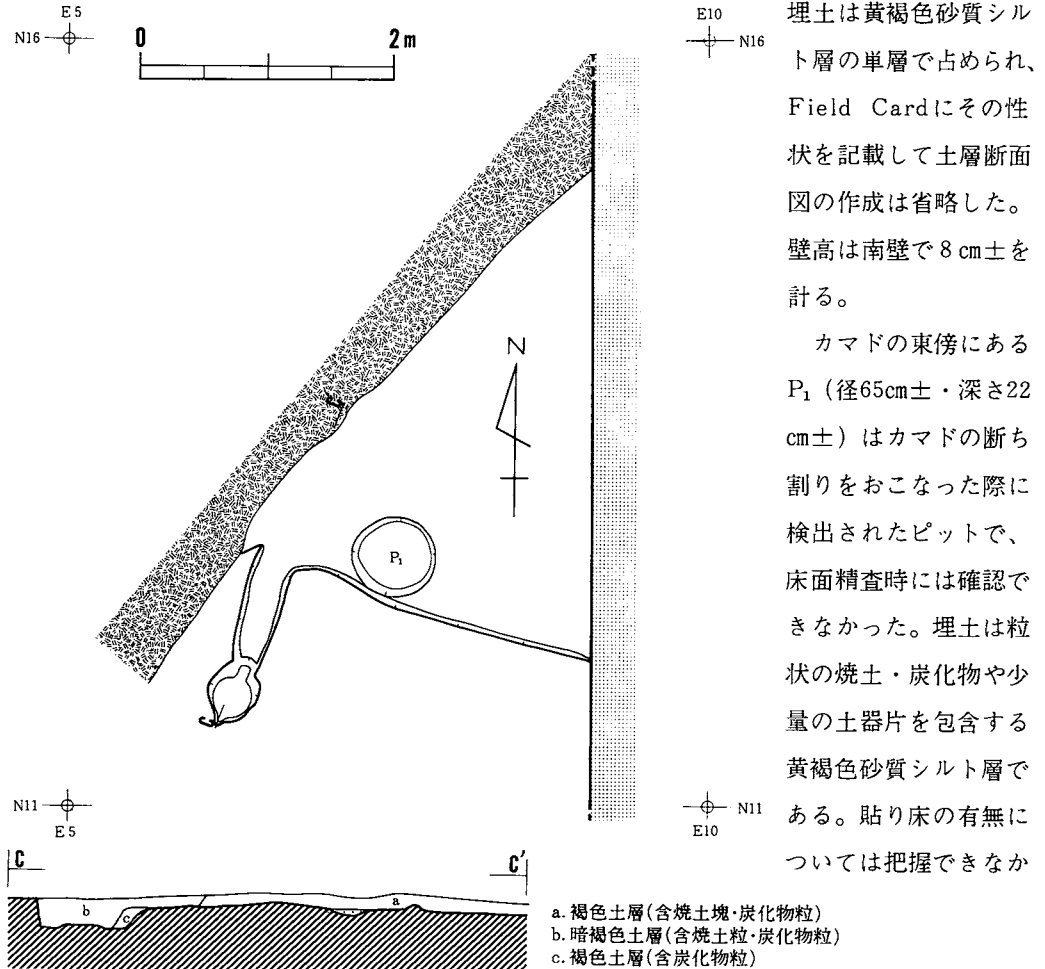 E5
N16
0
2m
E10
N16
N
P₁
N11
E5
N11
E10
C
C′
b
c
a
a. 褐色土層(含焼土塊・炭化物粒)
b. 暗褐色土層(含焼土粒・炭化物粒)
c. 褐色土層(含炭化物粒)
埋土は黄褐色砂質シル
ト層の単層で占められ、
Field Cardにその性
状を記載して土層断面
図の作成は省略した。
壁高は南壁で8cm±を
計る。
カマドの東傍にある
P₁（径65cm±・深さ22
cm±）はカマドの断ち
割りをおこなった際に
検出されたピットで、
床面精査時には確認で
きなかった。埋土は粒
状の焼土・炭化物や少
量の土器片を包含する
黄褐色砂質シルト層で
ある。貼り床の有無に
ついては把握できなか